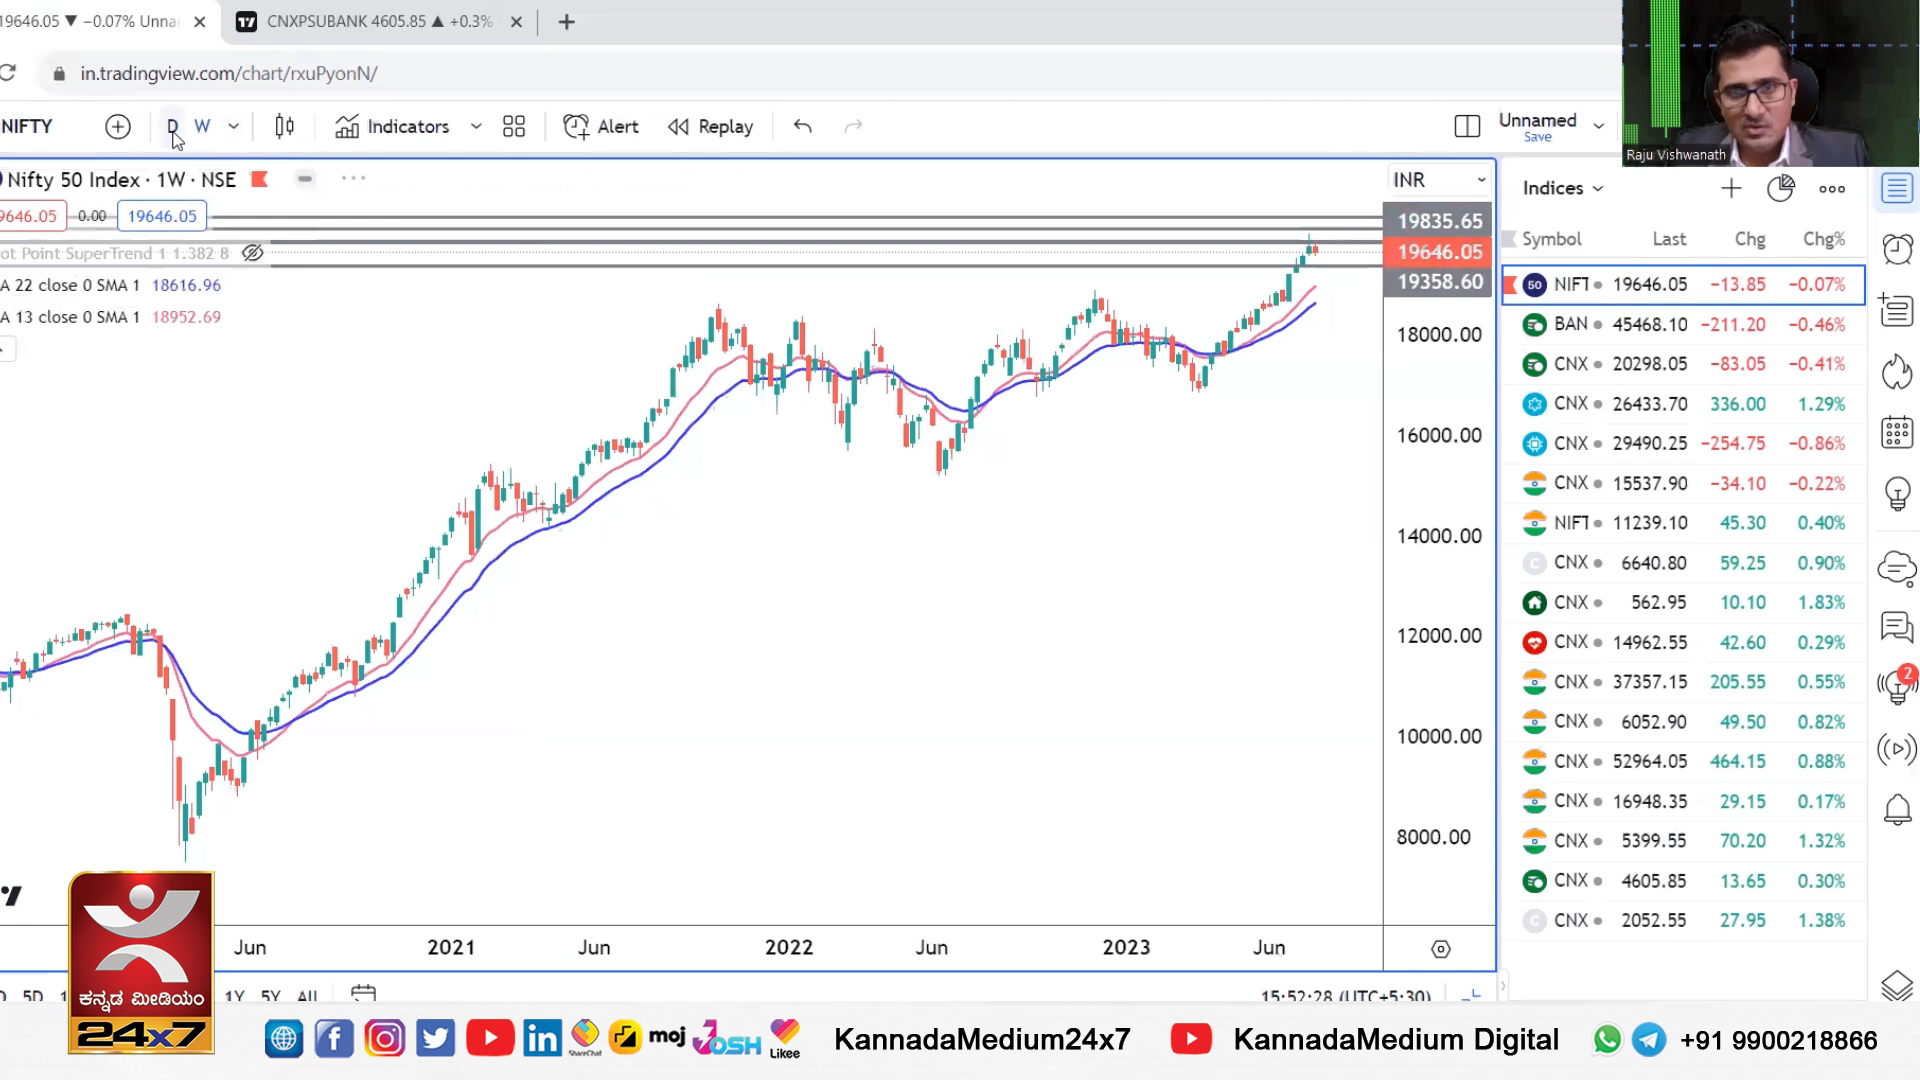 19646.05 ▼ −0.07% Unna
CNXPSUBANK 4605.85 ▲ +0.3%
in.tradingview.com/chart/rxuPyonN/
NIFTY
D
W
Indicators
Alert
Replay
Unnamed
Save
Raju Vishwanath
Nifty 50 Index · 1W · NSE
INR
9646.05
0.00
19646.05
ot Point SuperTrend 1 1.382 8
A 22 close 0 SMA 1 18616.96
A 13 close 0 SMA 1 18952.69
19835.65
19646.05
19358.60
18000.00
16000.00
14000.00
12000.00
10000.00
8000.00
Jun
2021
Jun
2022
Jun
2023
Jun
5D
1Y
5Y
All
15:52:28 (UTC+5:30)
Indices
Symbol Last Chg Chg%
50 NIFT 19646.05 −13.85 −0.07%
BAN 45468.10 −211.20 −0.46%
CNX 20298.05 −83.05 −0.41%
CNX 26433.70 336.00 1.29%
CNX 29490.25 −254.75 −0.86%
CNX 15537.90 −34.10 −0.22%
NIFT 11239.10 45.30 0.40%
C CNX 6640.80 59.25 0.90%
CNX 562.95 10.10 1.83%
CNX 14962.55 42.60 0.29%
CNX 37357.15 205.55 0.55%
CNX 6052.90 49.50 0.82%
CNX 52964.05 464.15 0.88%
CNX 16948.35 29.15 0.17%
CNX 5399.55 70.20 1.32%
CNX 4605.85 13.65 0.30%
C CNX 2052.55 27.95 1.38%
2
ಕನ್ನಡ ಮೀಡಿಯಂ
24x7
ShareChat
moj
JOSH
Likee
KannadaMedium24x7
KannadaMedium Digital
+91 9900218866